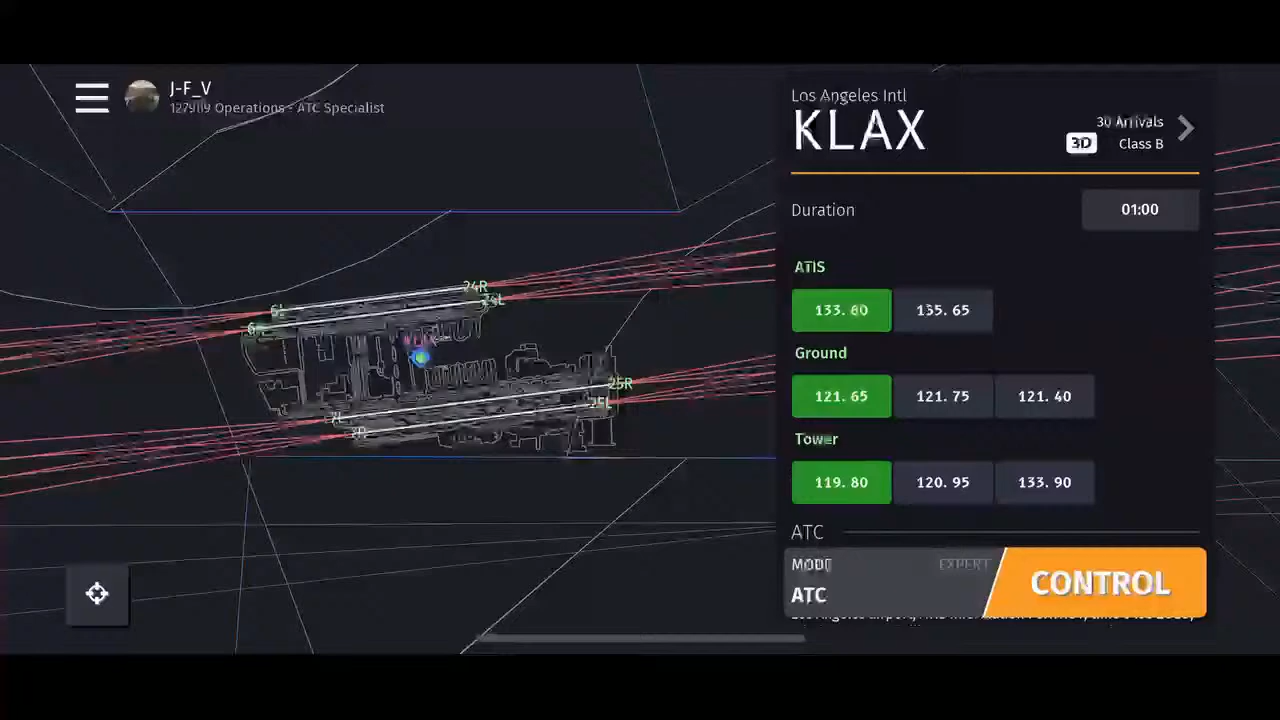 J-F_V
Operations - ATC Specialist
Los Angeles Intl
KLAX
30 Arrivals
3D
Class B
Duration
01:00
ATIS
133. 80
135. 65
Ground
121. 65
121. 75
121. 40
Tower
119. 80
120. 95
133. 90
ATC
MODE
EXPERT
ATC
CONTROL
24R
24L
6L
25R
25L
7L